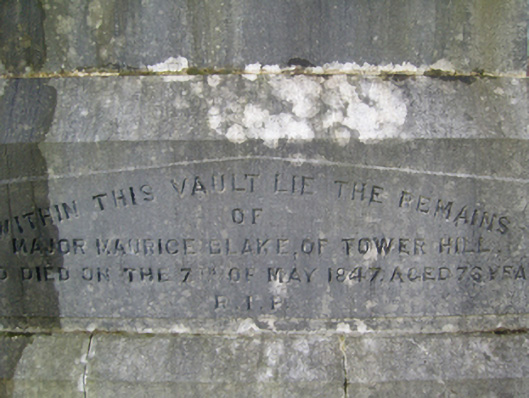 WITHIN THIS VAULT LIE THE REMAINS
OF
MAJOR MAURICE BLAKE, OF TOWER HILL.
DIED ON THE 7TH OF MAY 1847, AGED
R.I.P.